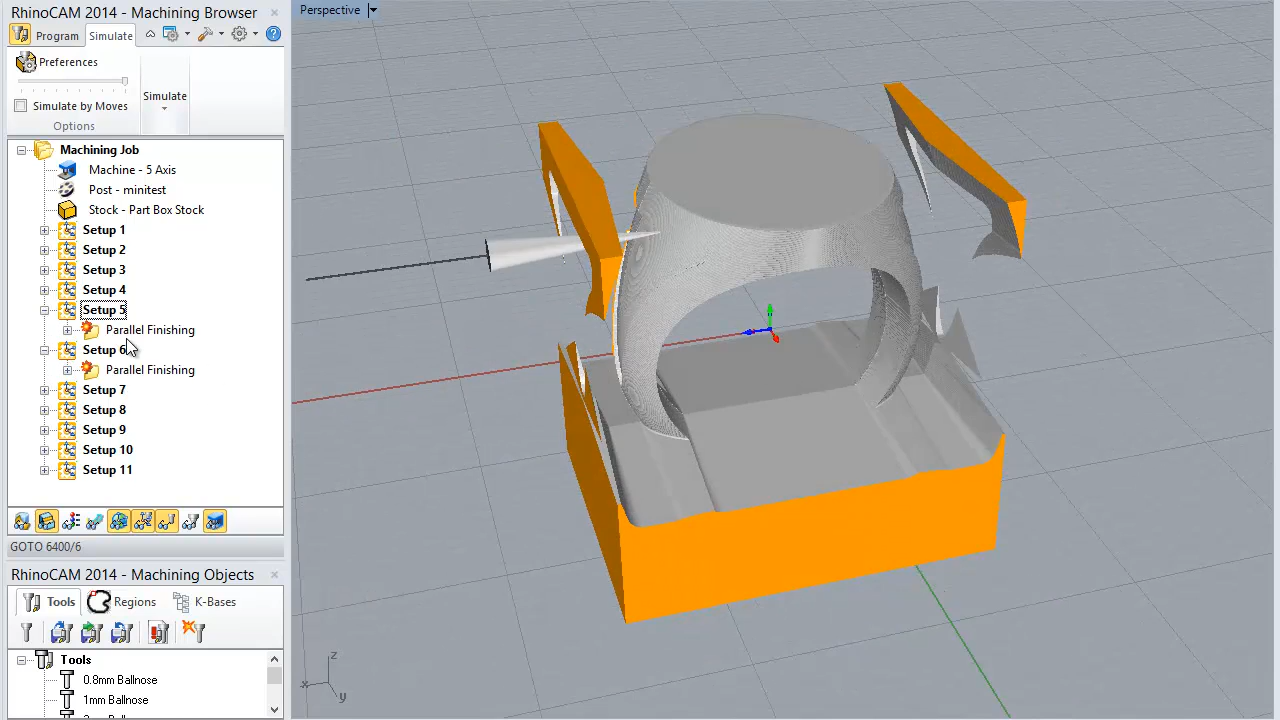 RhinoCAM 2014 - Machining Browser
Program
Simulate
Preferences
Simulate by Moves
Options
Simulate
Machining Job
Machine - 5 Axis
Post - minitest
Stock - Part Box Stock
Setup 1
Setup 2
Setup 3
Setup 4
Setup 5
Parallel Finishing
Setup 6
Parallel Finishing
Setup 7
Setup 8
Setup 9
Setup 10
Setup 11
GOTO 6400/6
RhinoCAM 2014 - Machining Objects
Tools
Regions
K-Bases
Tools
0.8mm Ballnose
1mm Ballnose
Perspective
z
x
y